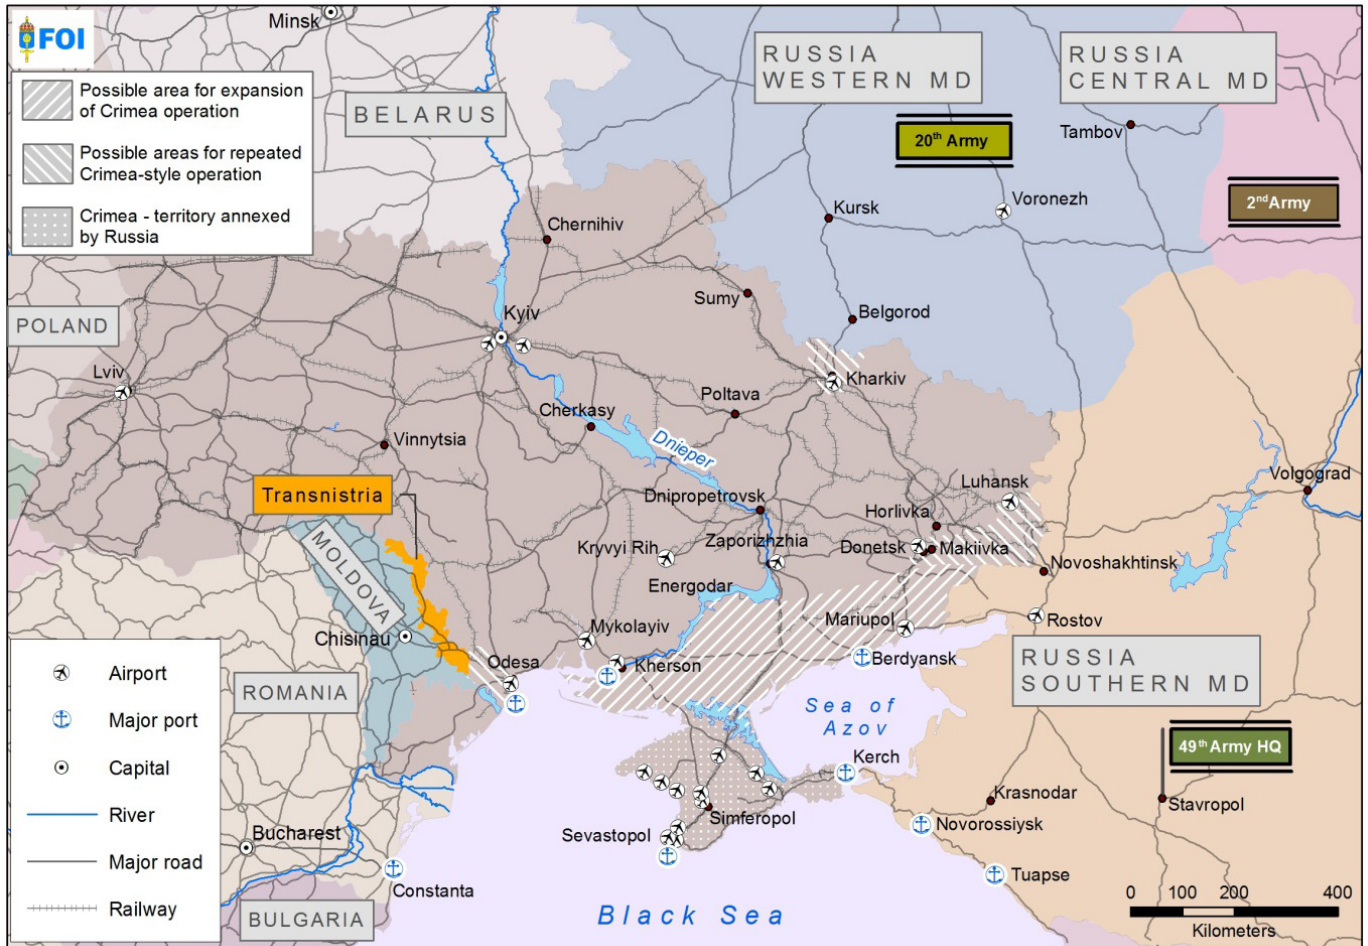 Minsk
FOI
Possible area for expansion
of Crimea operation
Possible areas for repeated
Crimea-style operation
Crimea - territory annexed
by Russia
BELARUS
RUSSIA
WESTERN MD
RUSSIA
CENTRAL MD
20th Army
Tambov
2nd Army
Voronezh
Kursk
Chernihiv
Sumy
Belgorod
Kyiv
POLAND
Lviv
Kharkiv
Poltava
Cherkasy
Vinnytsia
Dnieper
Transnistria
Dnipropetrovsk
Luhansk
Volgograd
Horlivka
MOLDOVA
Kryvyi Rih
Zaporizhzhia
Donetsk
Makiivka
Novoshakhtinsk
Energodar
Mykolayiv
Mariupol
Rostov
Chisinau
Odesa
Kherson
Berdyansk
RUSSIA
SOUTHERN MD
Airport
ROMANIA
Major port
Sea of
Azov
49th Army HQ
Capital
Kerch
Krasnodar
Stavropol
River
Simferopol
Novorossiysk
Bucharest
Sevastopol
Major road
Constanta
Tuapse
Railway
BULGARIA
Black Sea
0 100 200 400
Kilometers